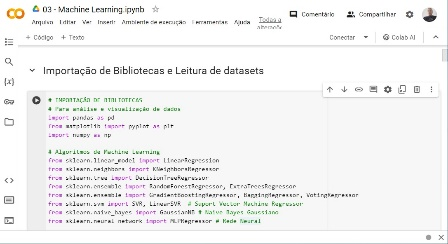 03 - Machine Learning.ipynb
Comentário
Compartilhar
Arquivo Editar Ver Inserir Ambiente de execução Ferramentas Ajuda Todas a
alteraçõe
+ Código + Texto
Conectar
Colab AI
Importação de Bibliotecas e Leitura de datasets
# IMPORTAÇÃO DE BIBLIOTECAS
# Para análise e visualização de dados
import pandas as pd
from matplotlib import pyplot as plt
import numpy as np
# Algoritmos de Machine Learning
from sklearn.linear_model import LinearRegression
from sklearn.neighbors import KNeighborsRegressor
from sklearn.tree import DecisionTreeRegressor
from sklearn.ensemble import RandomForestRegressor, ExtraTreesRegressor
from sklearn.ensemble import GradientBoostingRegressor, BaggingRegressor, VotingRegressor
from sklearn.svm import SVR, LinearSVR # Support Vector Machine Regressor
from sklearn.naive_bayes import GaussianNB # Naive Bayes Gaussiano
from sklearn.neural_network import MLPRegressor # Rede Neural